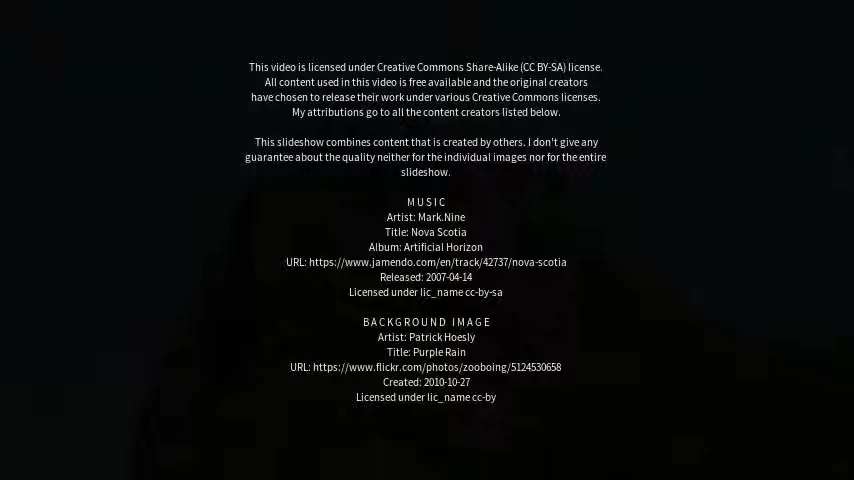 This video is licensed under Creative Commons Share-Alike (CC BY-SA) license.
All content used in this video is free available and the original creators
have chosen to release their work under various Creative Commons licenses.
My attributions go to all the content creators listed below.
This slideshow combines content that is created by others. I don't give any
guarantee about the quality neither for the individual images nor for the entire
slideshow.
MUSIC
Artist: Mark.Nine
Title: Nova Scotia
Album: Artificial Horizon
URL: https://www.jamendo.com/en/track/42737/nova-scotia
Released: 2007-04-14
Licensed under lic_name cc-by-sa
BACKGROUND IMAGE
Artist: Patrick Hoesly
Title: Purple Rain
URL: https://www.flickr.com/photos/zooboing/5124530658
Created: 2010-10-27
Licensed under lic_name cc-by